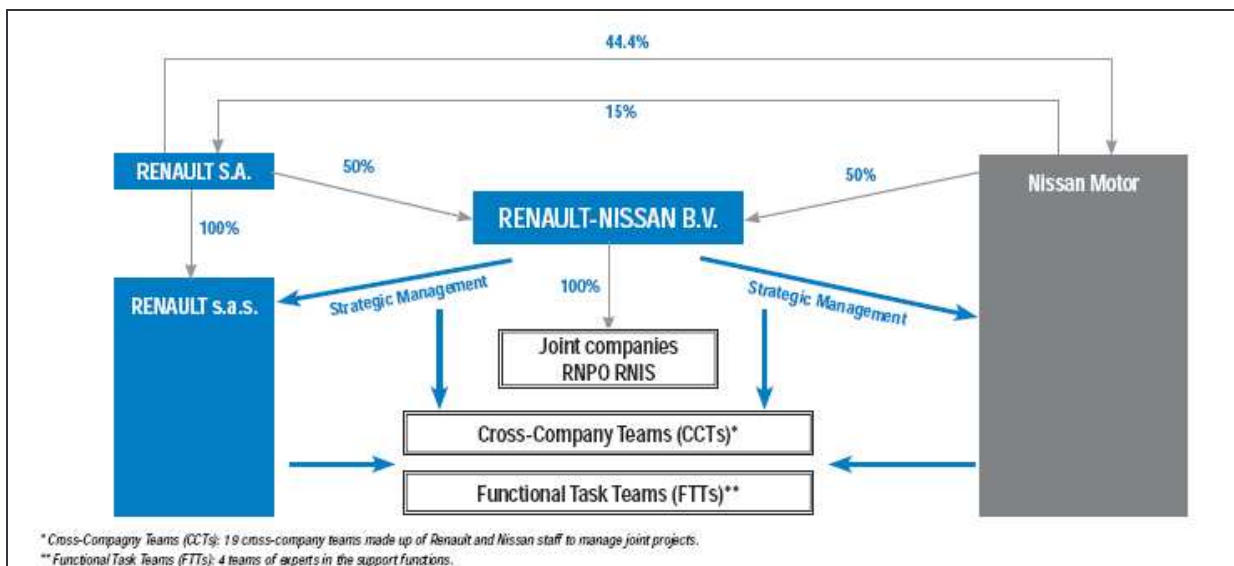 44.4%
15%
RENAULT S.A.
50%
50%
Nissan Motor
RENAULT-NISSAN B.V.
100%
RENAULT s.a.s.
Strategic Management
100%
Strategic Management
Joint companies
RNPO RNIS
Cross-Company Teams (CCTs)*
Functional Task Teams (FTTs)**
* Cross-Compagny Teams (CCTs): 19 cross-company teams made up of Renault and Nissan staff to manage joint projects.
** Functional Task Teams (FTTs): 4 teams of experts in the support functions.